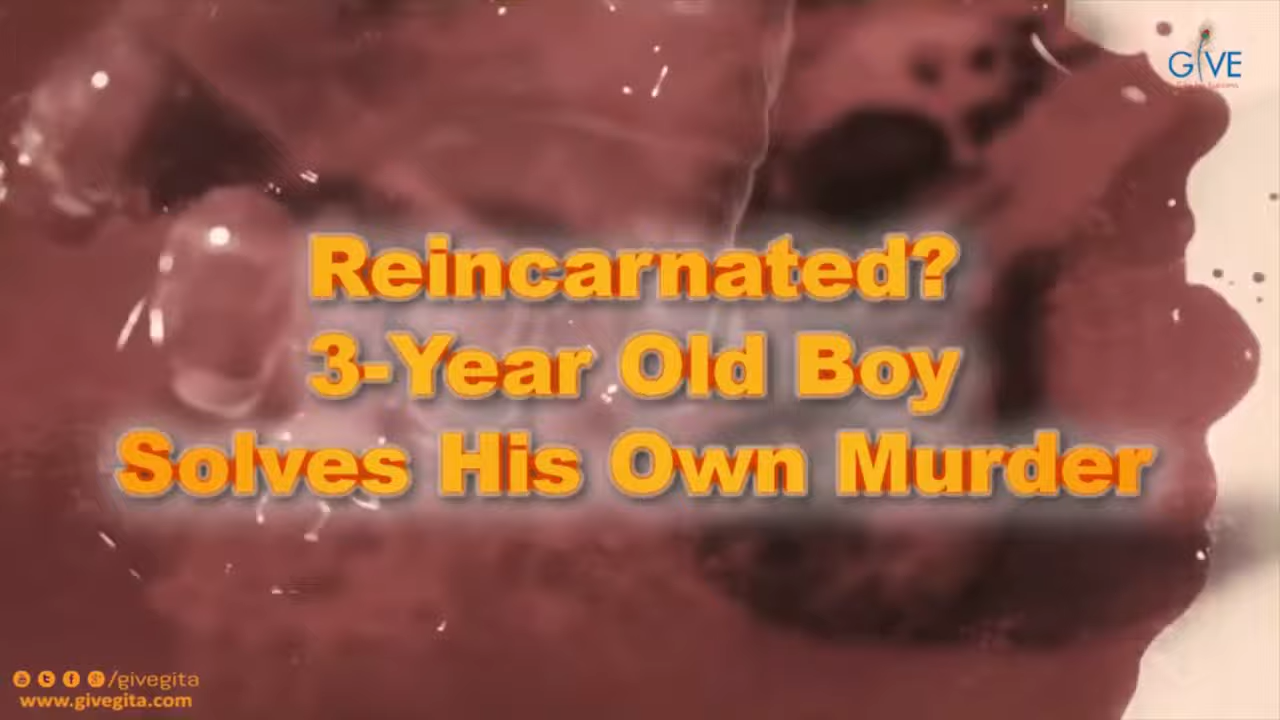 GIVE
Reincarnated?
3-Year Old Boy
Solves His Own Murder
/givegita
www.givegita.com